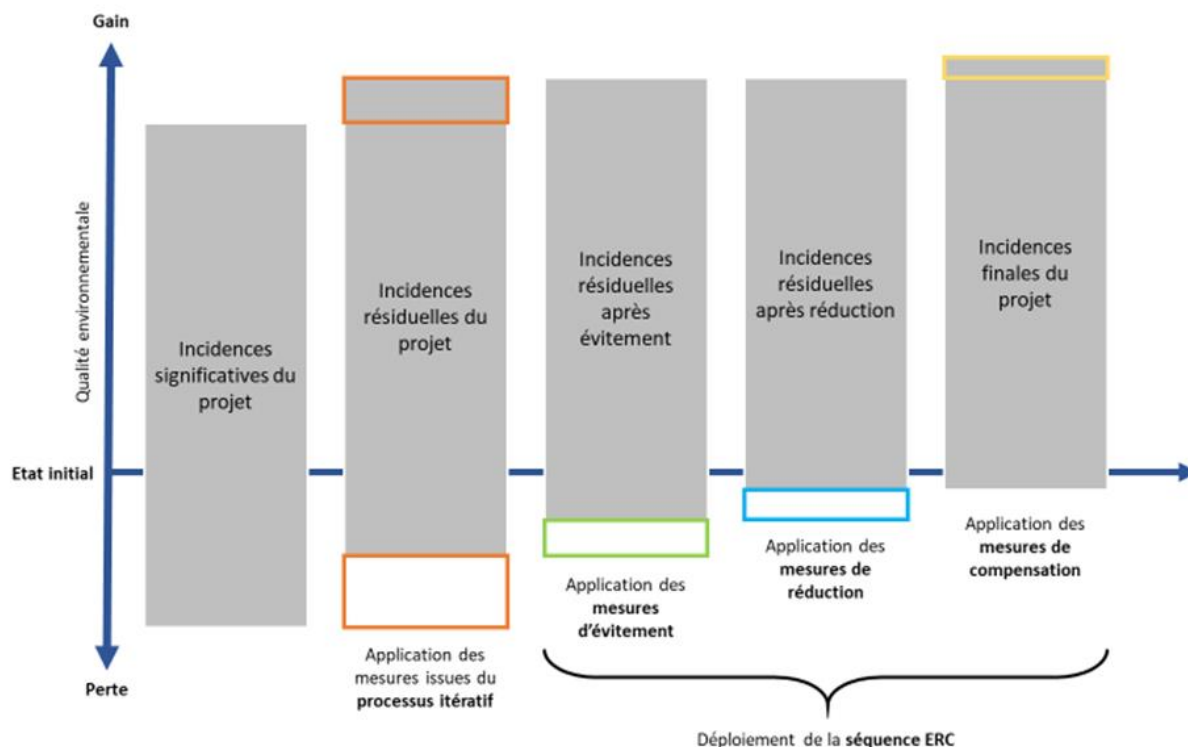 Gain
Qualité environnementale
Etat initial
Perte
Incidences
significatives du
projet
Incidences
résiduelles du
projet
Application des
mesures issues du
processus itératif
Incidences
résiduelles
après
évitement
Application des
mesures
d'évitement
Incidences
résiduelles
après réduction
Application des
mesures de
réduction
Incidences
finales du
projet
Application des
mesures de
compensation
Déploiement de la séquence ERC